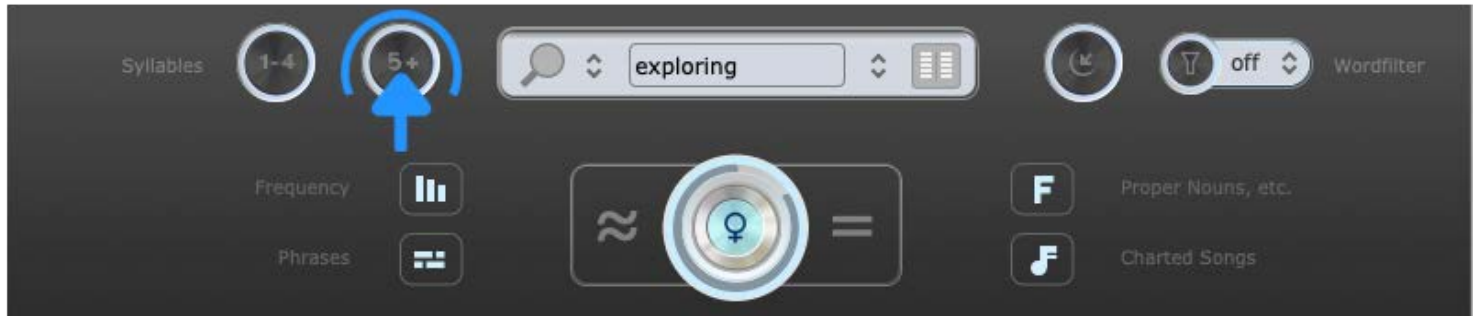 Syllables 1-4 5+ exploring off Wordfilter
Frequency F Proper Nouns, etc.
Phrases Charted Songs